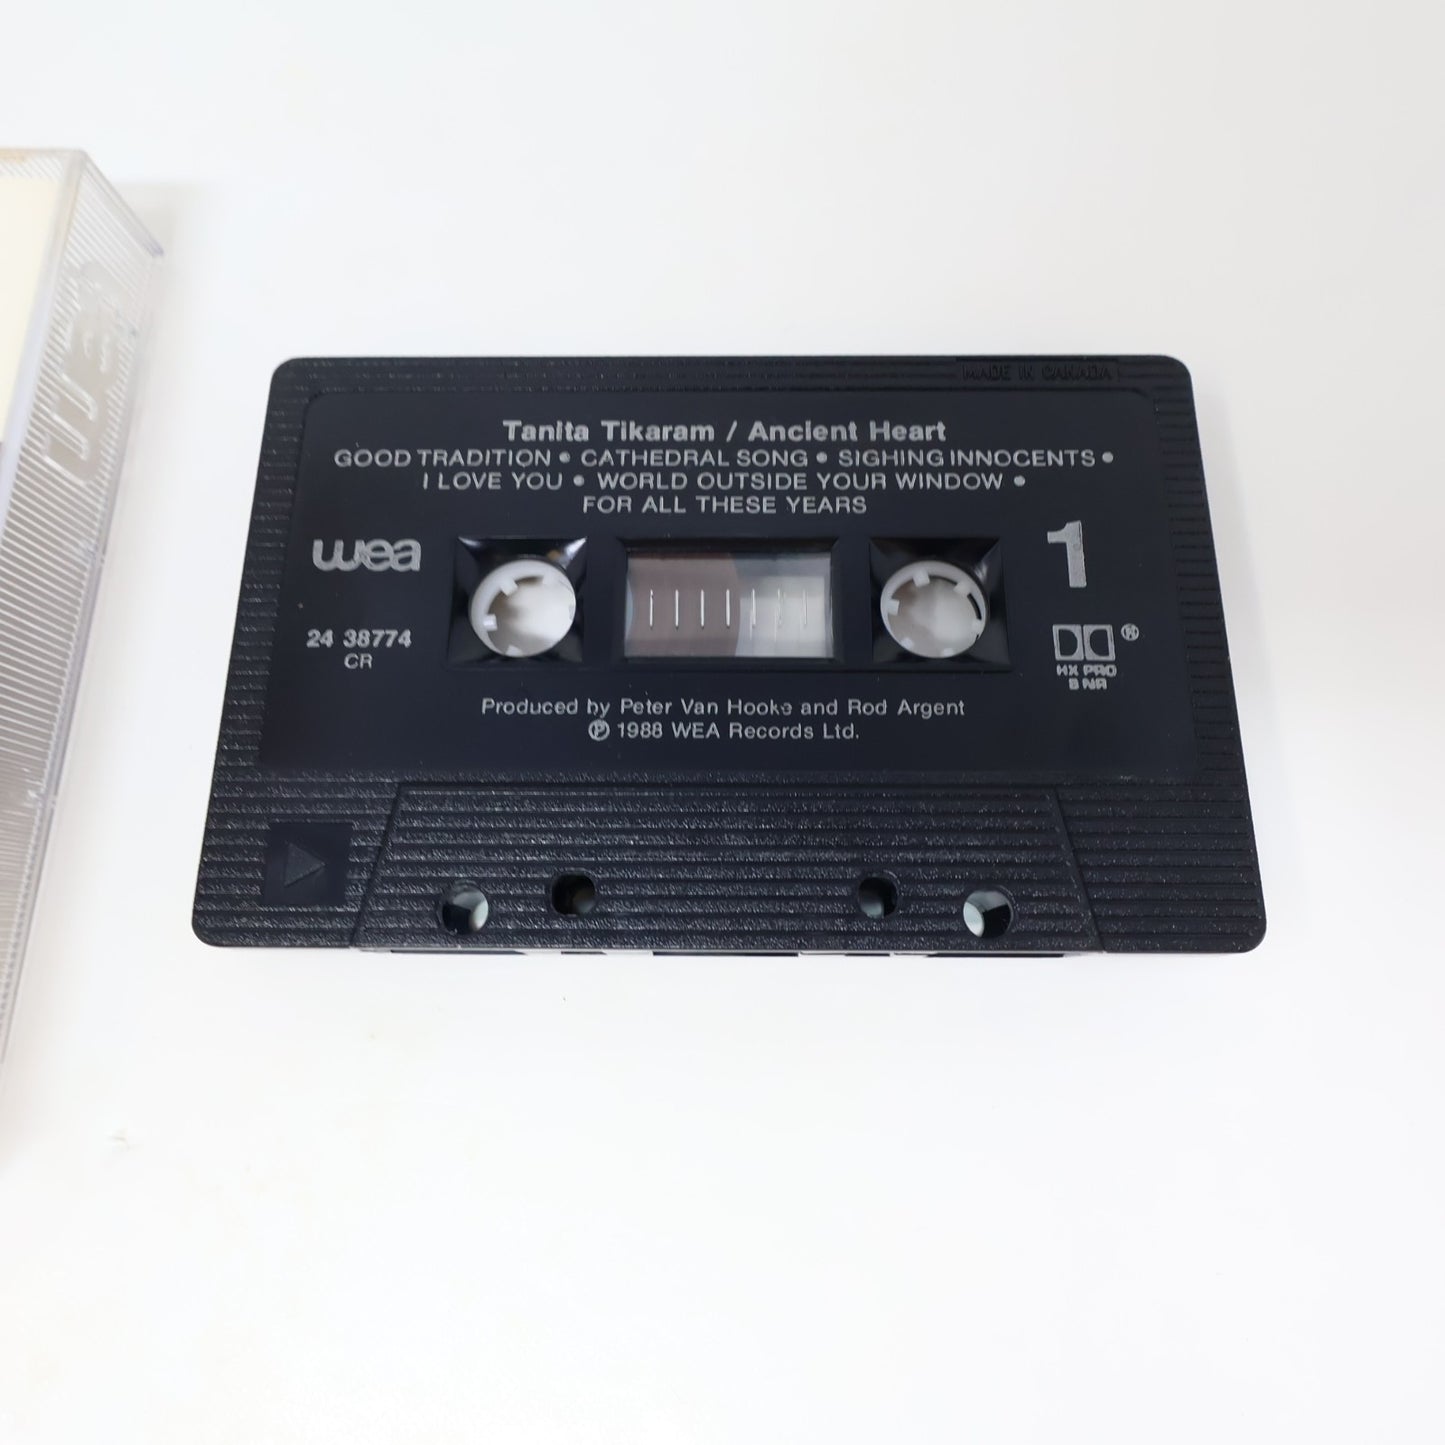 MADE IN CANADA
Tanita Tikaram / Ancient Heart
GOOD TRADITION • CATHEDRAL SONG • SIGHING INNOCENTS •
I LOVE YOU • WORLD OUTSIDE YOUR WINDOW •
FOR ALL THESE YEARS
wea
1
24 38774
CR
®
HX PRO
B NR
Produced by Peter Van Hooke and Rod Argent
℗ 1988 WEA Records Ltd.